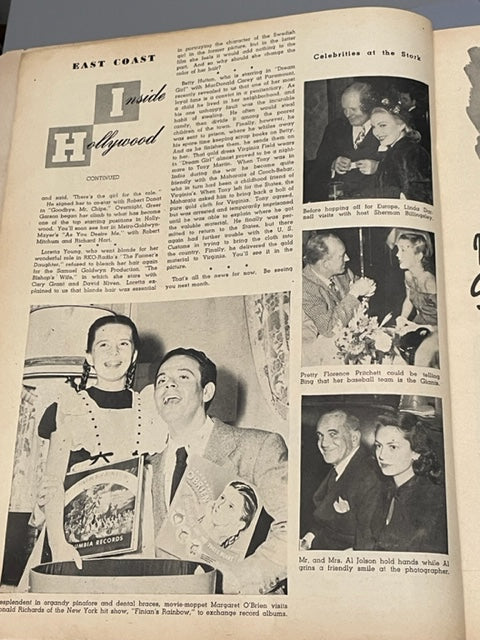 EAST COAST
Inside
Hollywood
CONTINUED
and said, "There's the girl for the role."
He signed her to co-star with Robert Donat
in "Goodbye, Mr. Chips." Overnight, Greer
Garson began her climb to what has become
one of the top starring positions in Holly-
wood. You'll soon see her in Metro-Goldwyn-
Mayer's "As You Desire Me," with Robert
Mitchum and Richard Hart.
Loretta Young, who went blonde for her
wonderful role in RKO-Radio's "The Farmer's
Daughter," refused to bleach her hair again
for the Samuel Goldwyn Production, "The
Bishop's Wife," in which she stars with
Cary Grant and David Niven. Loretta ex-
plained to us that blonde hair was essential
in portraying the character of the Swedish
girl in the former picture, but in the latter
film she feels it would add nothing to the
part. And so why should she change the
color of her hair?
Betty Hutton, who is starring in "Dream
Girl" with MacDonald Carey at Paramount,
recently revealed to us that one of her most
loyal fans is a convict in a penitentiary. As
a child he lived in her neighborhood, and
his one unhappy fault was the incurable
habit of stealing. He often would steal
candy, then divide it among the poorer
children of the town. Finally, however, he
was sent to prison, where he whiles away
his spare time keeping scrap books on Betty.
And as he finishes them, he sends them on
to her. That gold dress Virginia Field wears
in "Dream Girl" almost proved to be a night-
mare to Tony Martin. When Tony was in
India during the war he became quite
friendly with the Maharaja of Cooch-Behar,
who in turn had been a childhood friend of
Virginia's. When Tony left for the States, the
Maharaja asked him to bring back a bolt of
pure gold cloth for Virginia. Tony agreed,
but was arrested and temporarily imprisoned
until he was able to explain where he got
the valuable material. He finally was per-
mitted to return to the States, but there
again had further trouble with the U. S.
Customs in trying to bring the cloth into
the country. Finally, he delivered the gold
material to Virginia. You'll see it in the
picture.
That's all the news for now. Be seeing
you next month.
Celebrities at the Stork
Before hopping off for Europe, Linda Dar-
nell visits with host Sherman Billingsley.
Pretty Florence Pritchett could be telling
Bing that her baseball team is the Giants.
Mr. and Mrs. Al Jolson hold hands while Al
grins a friendly smile at the photographer.
COLUMBIA RECORDS
esplendent in organdy pinafore and dental braces, movie-moppet Margaret O'Brien visits
onald Richards of the New York hit show, "Finian's Rainbow," to exchange record albums.